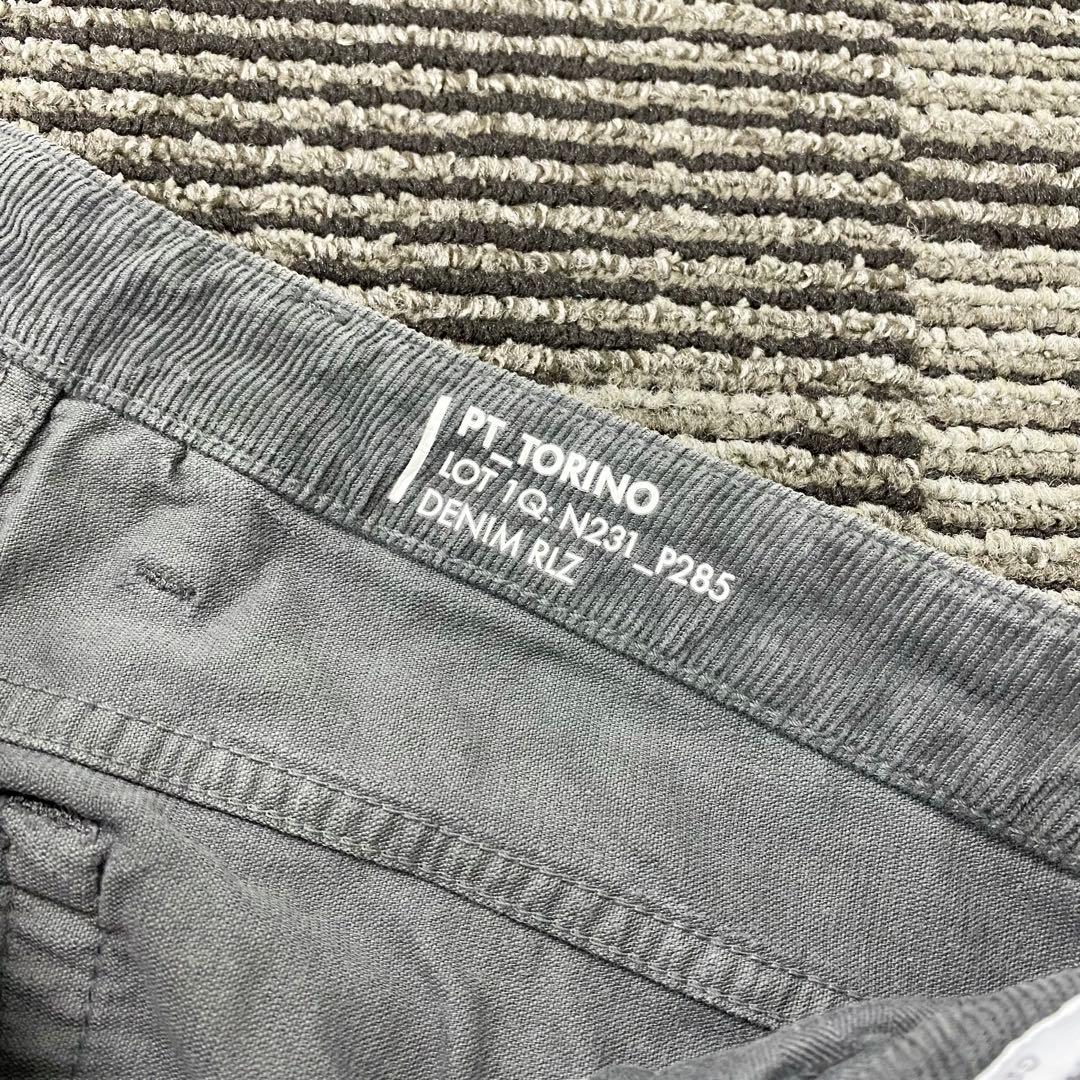 PT_TORINO
LOT 1Q: N231_P285
DENIM RLZ